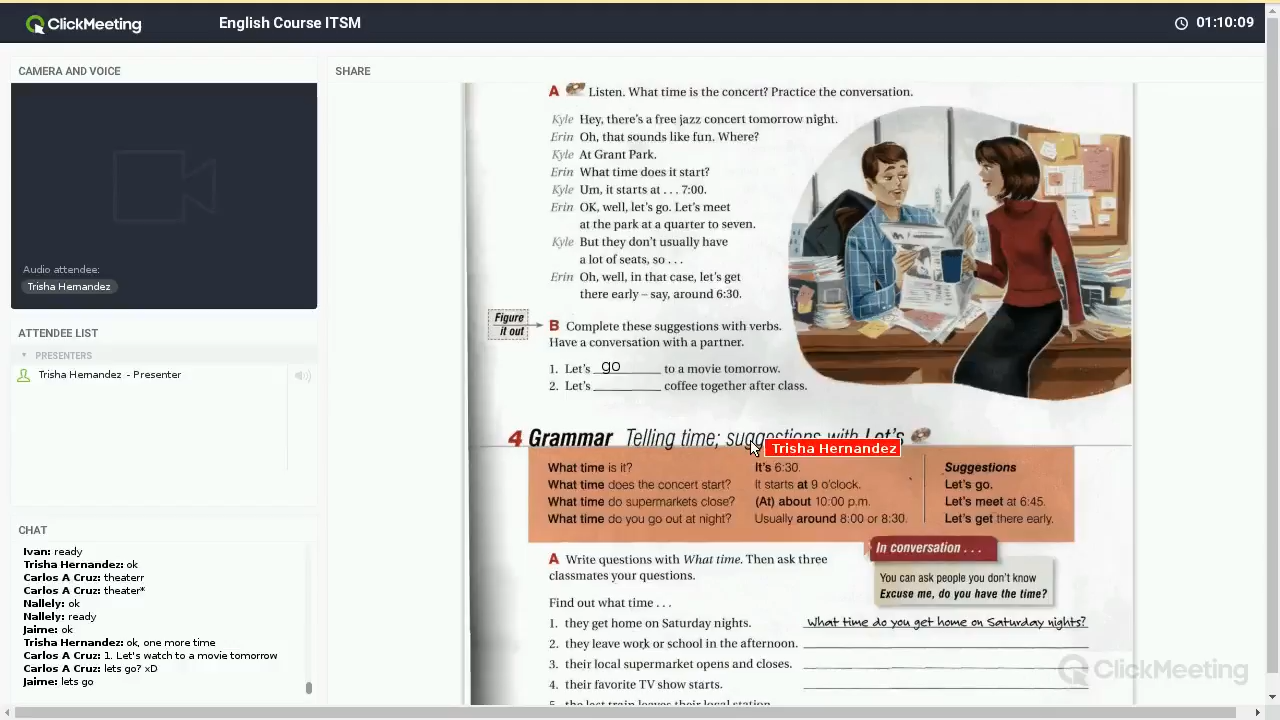 ClickMeeting
English Course ITSM
01:10:09
CAMERA AND VOICE
SHARE
Audio attendee:
Trisha Hernandez
ATTENDEE LIST
PRESENTERS
Trisha Hernandez - Presenter
CHAT
Ivan: ready
Trisha Hernandez: ok
Carlos A Cruz: theaterr
Carlos A Cruz: theater*
Nallely: ok
Nallely: ready
Jaime: ok
Trisha Hernandez: ok, one more time
Carlos A Cruz: 1. Let's watch to a movie tomorrow
Carlos A Cruz: lets go? xD
Jaime: lets go
A Listen. What time is the concert? Practice the conversation.
Kyle Hey, there's a free jazz concert tomorrow night.
Erin Oh, that sounds like fun. Where?
Kyle At Grant Park.
Erin What time does it start?
Kyle Um, it starts at . . . 7:00.
Erin OK, well, let's go. Let's meet
at the park at a quarter to seven.
Kyle But they don't usually have
a lot of seats, so . . .
Erin Oh, well, in that case, let's get
there early – say, around 6:30.
Figure
it out
B Complete these suggestions with verbs.
Have a conversation with a partner.
1. Let's go to a movie tomorrow.
2. Let's ________ coffee together after class.
4 Grammar Telling time; suggestions with Let's
Trisha Hernandez
What time is it? It's 6:30. Suggestions
What time does the concert start? It starts at 9 o'clock. Let's go.
What time do supermarkets close? (At) about 10:00 p.m. Let's meet at 6:45.
What time do you go out at night? Usually around 8:00 or 8:30. Let's get there early.
A Write questions with What time. Then ask three
classmates your questions.
In conversation . . .
You can ask people you don't know
Excuse me, do you have the time?
Find out what time . . .
1. they get home on Saturday nights. What time do you get home on Saturday nights?
2. they leave work or school in the afternoon.
3. their local supermarket opens and closes.
4. their favorite TV show starts.
5. the last train leaves their local station.
ClickMeeting